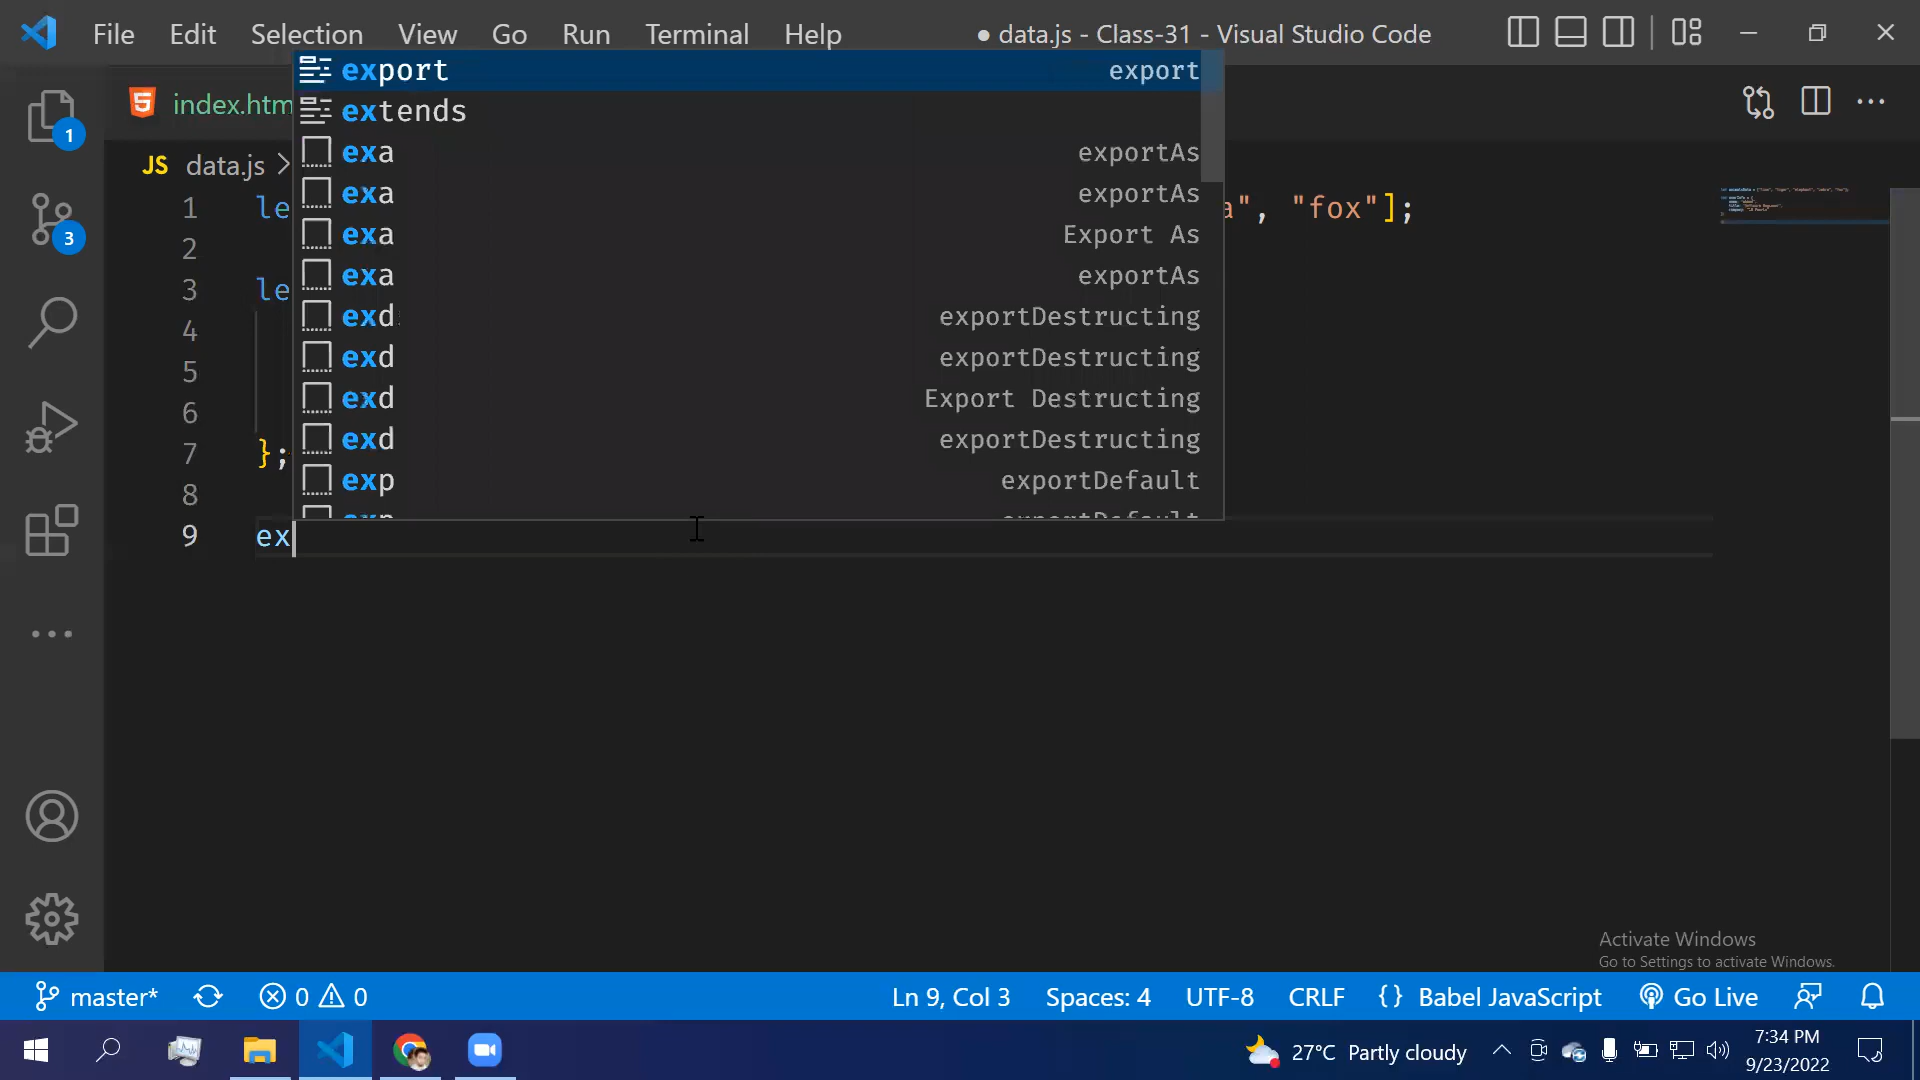 File Edit Selection View Go Run Terminal Help ● data.js - Class-31 - Visual Studio Code
index.htm
JS data.js >
export export
extends
exa exportAs
exa exportAs
exa Export As
exa exportAs
exd exportDestructing
exd exportDestructing
exd Export Destructing
exd exportDestructing
exp exportDefault
exp exportDefault
1 le a", "fox"];
2
3 le
4
5
6
7 };
8
9 ex
1
3
Activate Windows
Go to Settings to activate Windows.
master* 0 0 Ln 9, Col 3 Spaces: 4 UTF-8 CRLF {} Babel JavaScript Go Live
27°C Partly cloudy
7:34 PM
9/23/2022